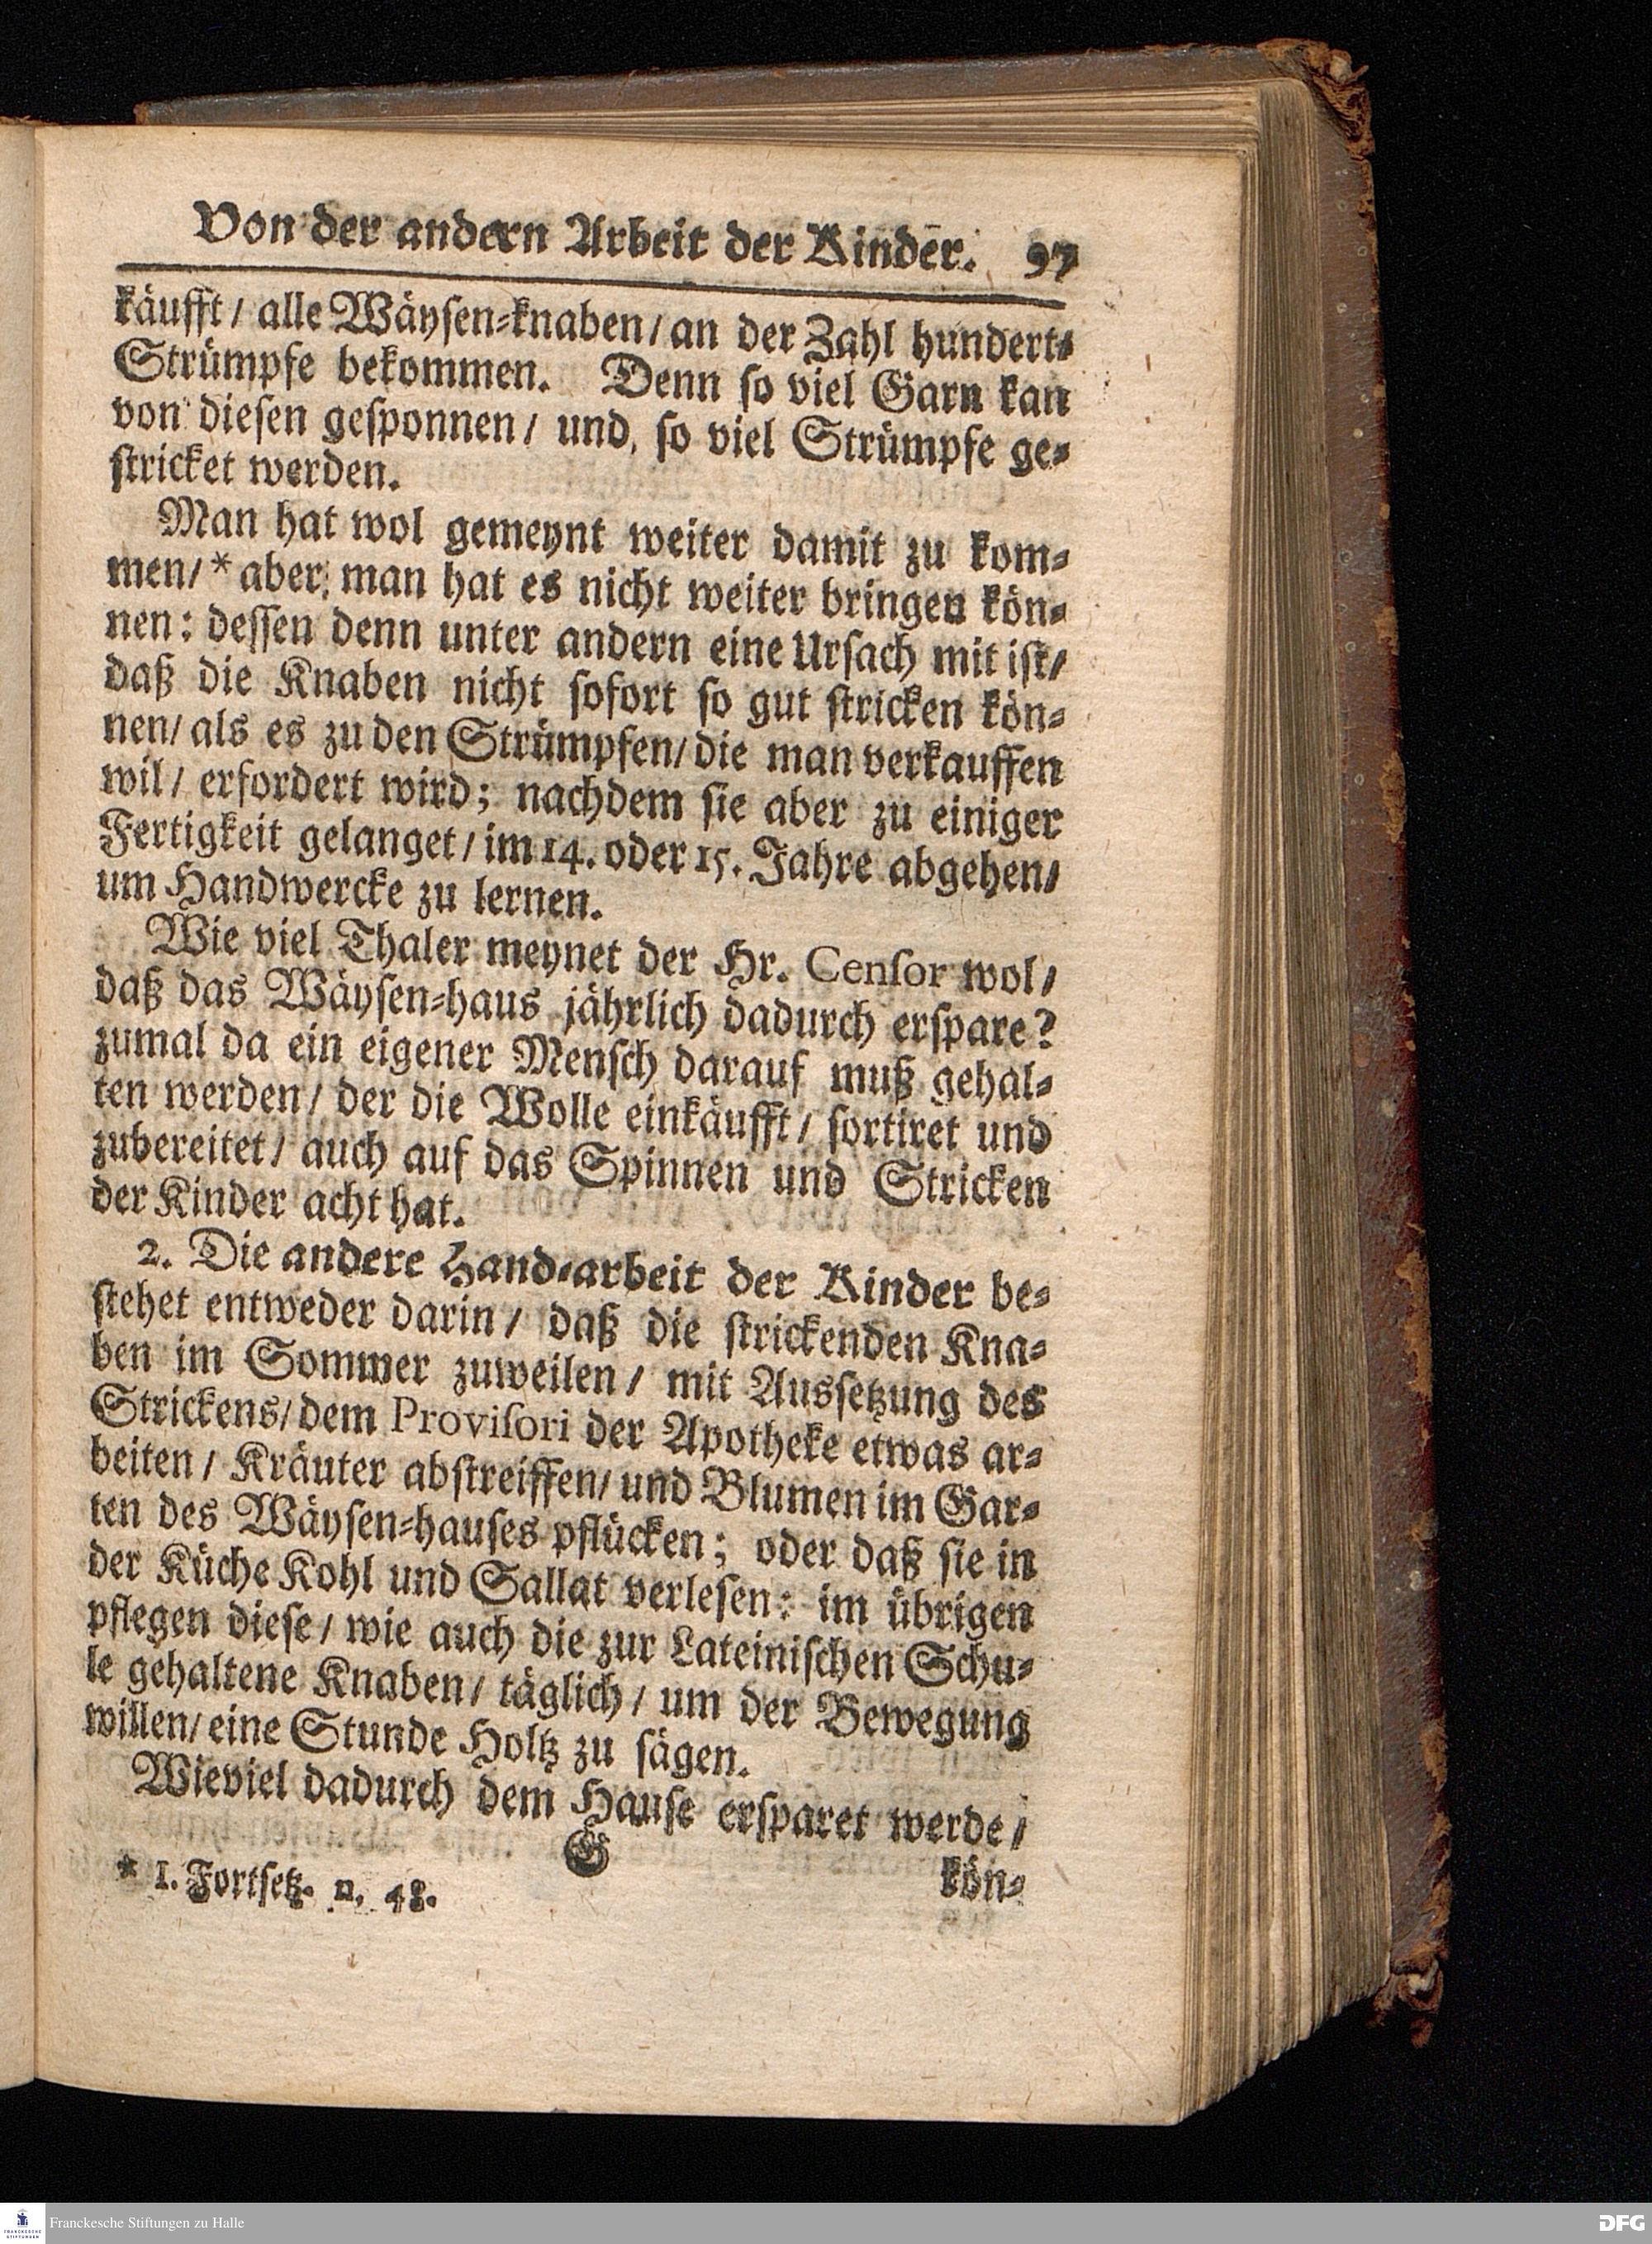 Von der andern Arbeit der Kinder. 97
käufft/ alle Wäysen-knaben/ an der Zahl hundert-
Strümpfe bekommen. Denn so viel Garn kan
von diesen gesponnen/ und so viel Strümpfe ge-
stricket werden.
Man hat wol gemeynt weiter damit zu kom-
men/ * aber man hat es nicht weiter bringen kön-
nen: dessen denn unter andern eine Ursach mit ist/
daß die Knaben nicht sofort so gut stricken kön-
nen/ als es zu den Strümpfen/ die man verkauffen
wil/ erfordert wird; nachdem sie aber zu einiger
Fertigkeit gelanget/ im 14. oder 15. Jahre abgehen/
um Handwercke zu lernen.
Wie viel Thaler meynet der Hr. Censor wol/
daß das Wäysen-haus jährlich dadurch erspare?
zumal da ein eigener Mensch darauf muß gehal-
ten werden/ der die Wolle einkäufft/ sortiret und
zubereitet/ auch auf das Spinnen und Stricken
der Kinder acht hat.
2. Die andere Hand-arbeit der Kinder be-
stehet entweder darin/ daß die strickenden Kna-
ben im Sommer zuweilen/ mit Aussetzung des
Strickens/ dem Provisori der Apotheke etwas ar-
beiten/ Kräuter abstreiffen/ und Blumen im Gar-
ten des Wäysen-hauses pflücken; oder daß sie in
der Küche Kohl und Sallat verlesen: im übrigen
pflegen diese/ wie auch die zur Lateinischen Schu-
le gehaltene Knaben/ täglich/ um der Bewegung
willen/ eine Stunde Holtz zu sägen.
Wieviel dadurch dem Hause ersparet werde/
G kön-
* 1. Fortsetz. n. 48.
FRANCKESCHE STIFTUNGEN
Franckesche Stiftungen zu Halle
DFG